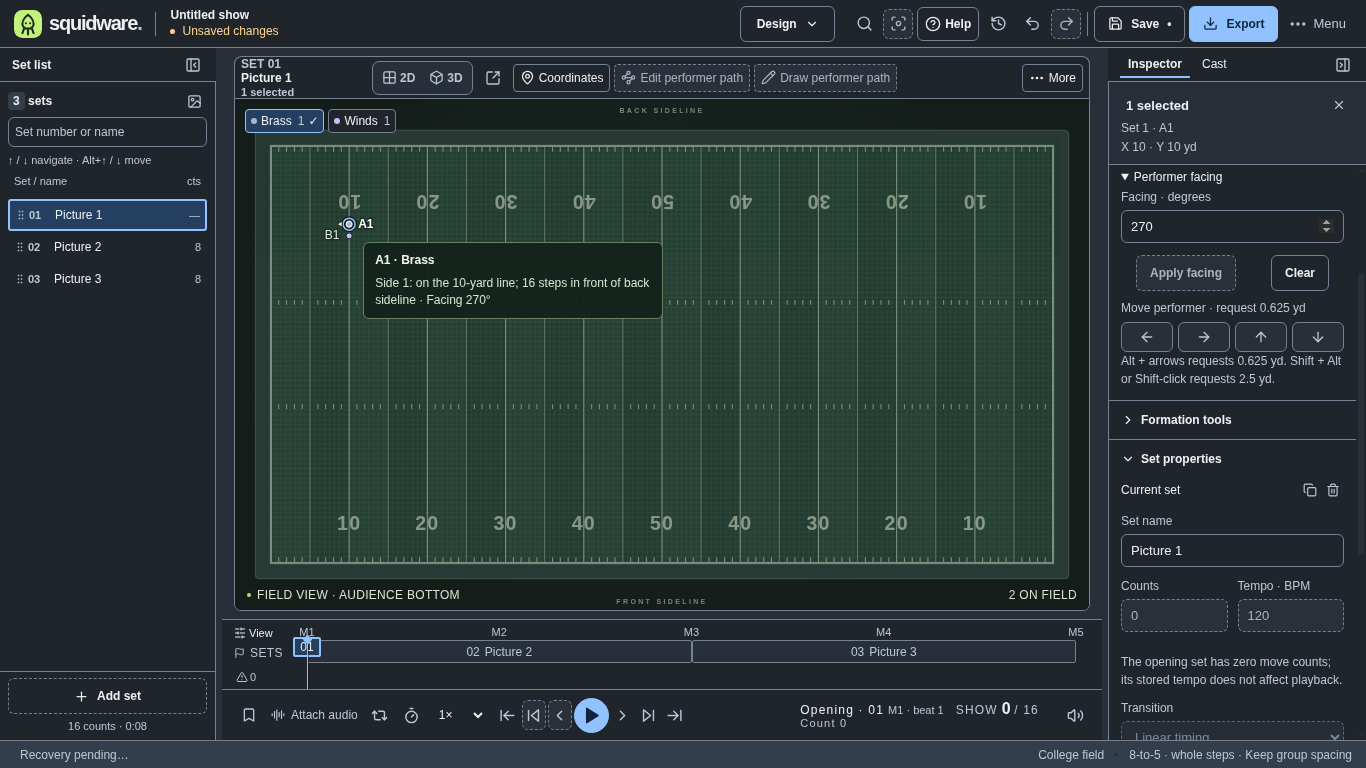 squidware.
Untitled show
Unsaved changes
Design
Help
Save •
Export
Menu
Set list
3 sets
Set number or name
↑ / ↓ navigate · Alt+↑ / ↓ move
Set / name cts
01 Picture 1 —
02 Picture 2 8
03 Picture 3 8
Add set
16 counts · 0:08
SET 01
Picture 1
1 selected
2D
3D
Coordinates
Edit performer path
Draw performer path
More
Brass 1 ✓
Winds 1
BACK SIDELINE
10 20 30 40 50 40 30 20 10
A1
B1
A1 · Brass
Side 1: on the 10-yard line; 16 steps in front of back
sideline · Facing 270°
10 20 30 40 50 40 30 20 10
FIELD VIEW · AUDIENCE BOTTOM
FRONT SIDELINE
2 ON FIELD
View
M1 M2 M3 M4 M5
SETS
01
02 Picture 2
03 Picture 3
0
Attach audio
1×
Opening · 01 M1 · beat 1
Count 0
SHOW 0 / 16
Inspector
Cast
1 selected
Set 1 · A1
X 10 · Y 10 yd
Performer facing
Facing · degrees
270
Apply facing
Clear
Move performer · request 0.625 yd
Alt + arrows requests 0.625 yd. Shift + Alt
or Shift-click requests 2.5 yd.
Formation tools
Set properties
Current set
Set name
Picture 1
Counts
Tempo · BPM
0
120
The opening set has zero move counts;
its stored tempo does not affect playback.
Transition
Linear timing
Recovery pending…
College field · 8-to-5 · whole steps · Keep group spacing